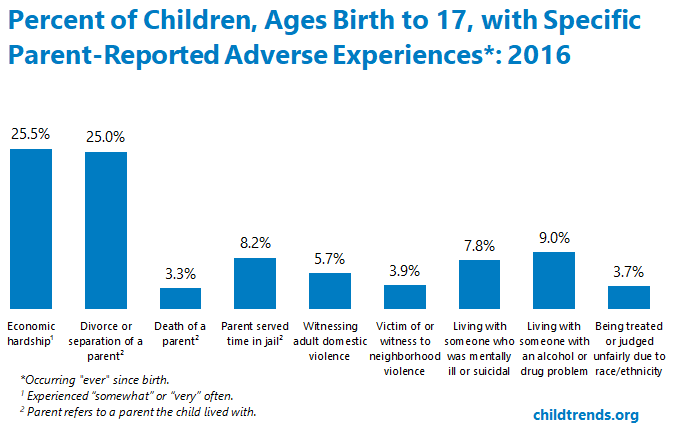 Percent of Children, Ages Birth to 17, with Specific
Parent-Reported Adverse Experiences*: 2016
25.5%
25.0%
3.3%
8.2%
5.7%
3.9%
7.8%
9.0%
3.7%
Economic
hardship¹
Divorce or
separation of a
parent²
Death of a
parent²
Parent served
time in jail²
Witnessing
adult domestic
violence
Victim of or
witness to
neighborhood
violence
Living with
someone who
was mentally
ill or suicidal
Living with
someone with
an alcohol or
drug problem
Being treated
or judged
unfairly due to
race/ethnicity
*Occurring "ever" since birth.
¹ Experienced “somewhat” or “very” often.
² Parent refers to a parent the child lived with.
childtrends.org